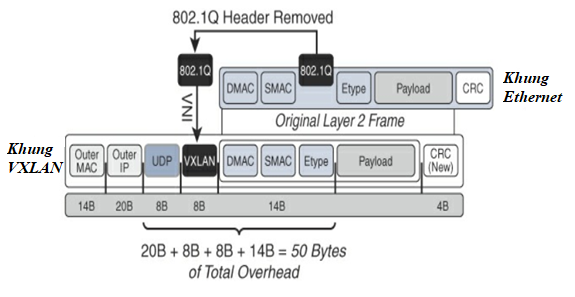 802.1Q Header Removed
802.1Q
802.1Q
DMAC
SMAC
Etype
Payload
CRC
Khung
Ethernet
VNI
Original Layer 2 Frame
Khung
VXLAN
Outer
MAC
Outer
IP
UDP
VXLAN
DMAC
SMAC
Etype
Payload
CRC
(New)
14B
20B
8B
8B
14B
4B
20B + 8B + 8B + 14B = 50 Bytes
of Total Overhead